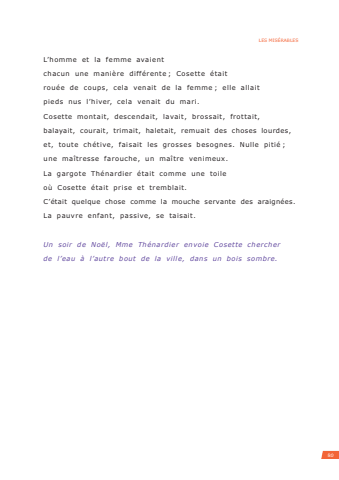 LES MISÉRABLES
L’homme et la femme avaient
chacun une manière différente ; Cosette était
rouée de coups, cela venait de la femme ; elle allait
pieds nus l’hiver, cela venait du mari.
Cosette montait, descendait, lavait, brossait, frottait,
balayait, courait, trimait, haletait, remuait des choses lourdes,
et, toute chétive, faisait les grosses besognes. Nulle pitié ;
une maîtresse farouche, un maître venimeux.
La gargote Thénardier était comme une toile
où Cosette était prise et tremblait.
C’était quelque chose comme la mouche servante des araignées.
La pauvre enfant, passive, se taisait.
Un soir de Noël, Mme Thénardier envoie Cosette chercher
de l’eau à l’autre bout de la ville, dans un bois sombre.